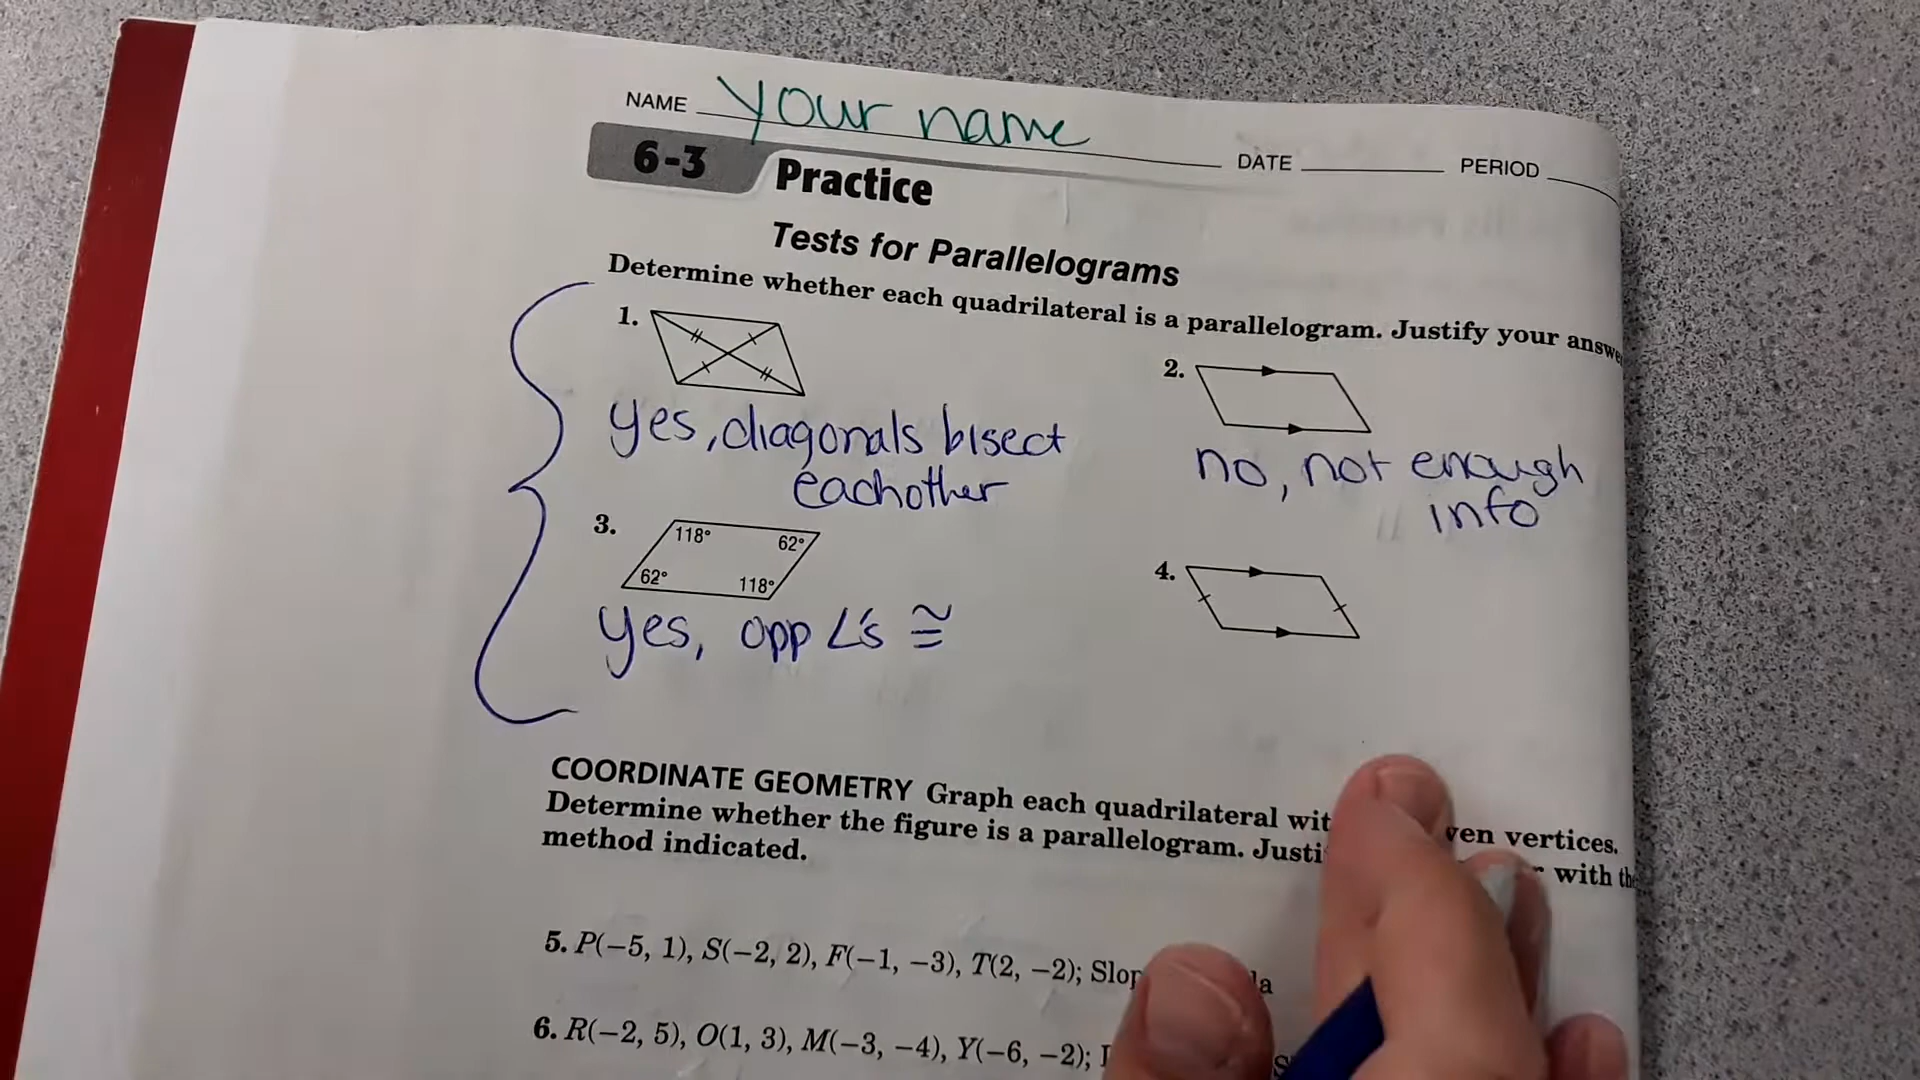 NAME your name
DATE
PERIOD
6-3
Practice
Tests for Parallelograms
Determine whether each quadrilateral is a parallelogram. Justify your answe
1.
yes, diagonals bisect
eachother
2.
no, not enough
info
3.
118°
62°
62°
118°
yes, opp ∠'s ≅
4.
COORDINATE GEOMETRY Graph each quadrilateral wit ven vertices.
Determine whether the figure is a parallelogram. Justi with the
method indicated.
5. P(−5, 1), S(−2, 2), F(−1, −3), T(2, −2); Slop la
6. R(−2, 5), O(1, 3), M(−3, −4), Y(−6, −2);